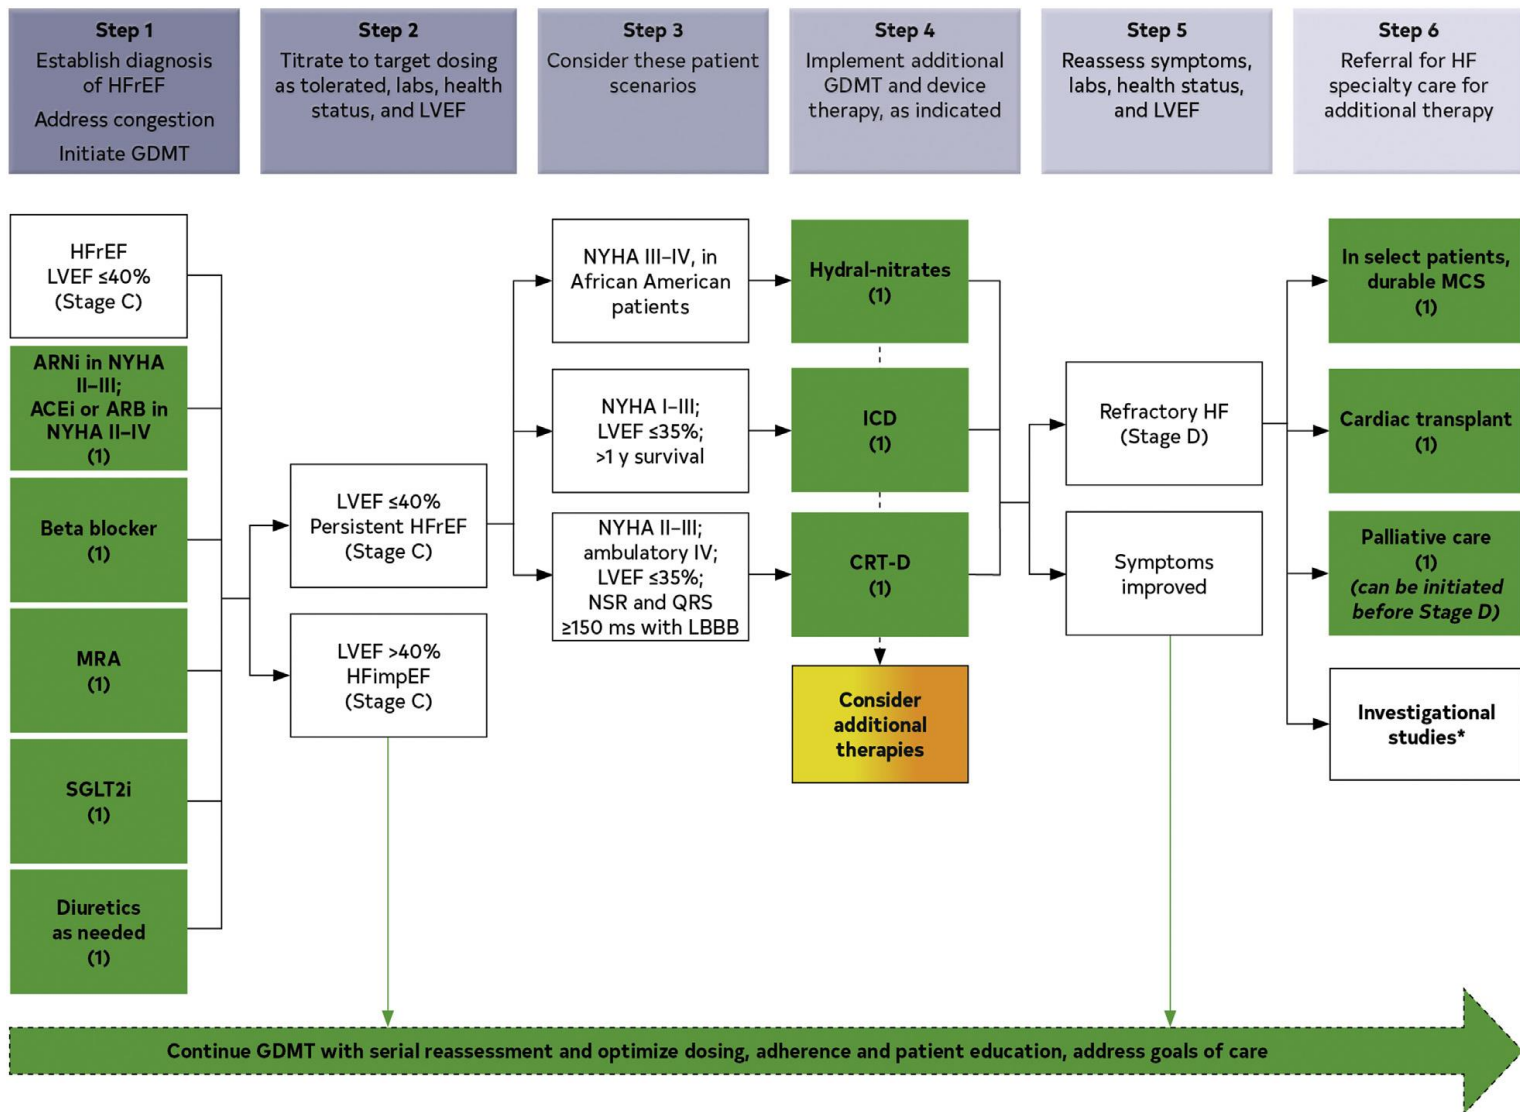 Step 1
Establish diagnosis
of HFrEF
Address congestion
Initiate GDMT
Step 2
Titrate to target dosing
as tolerated, labs, health
status, and LVEF
Step 3
Consider these patient
scenarios
Step 4
Implement additional
GDMT and device
therapy, as indicated
Step 5
Reassess symptoms,
labs, health status,
and LVEF
Step 6
Referral for HF
specialty care for
additional therapy
HFrEF
LVEF ≤40%
(Stage C)
ARNi in NYHA
II–III;
ACEi or ARB in
NYHA II–IV
(1)
Beta blocker
(1)
MRA
(1)
SGLT2i
(1)
Diuretics
as needed
(1)
LVEF ≤40%
Persistent HFrEF
(Stage C)
LVEF >40%
HFimpEF
(Stage C)
NYHA III–IV, in
African American
patients
NYHA I–III;
LVEF ≤35%;
>1 y survival
NYHA II–III;
ambulatory IV;
LVEF ≤35%;
NSR and QRS
≥150 ms with LBBB
Hydral-nitrates
(1)
ICD
(1)
CRT-D
(1)
Consider
additional
therapies
Refractory HF
(Stage D)
Symptoms
improved
In select patients,
durable MCS
(1)
Cardiac transplant
(1)
Palliative care
(1)
(can be initiated
before Stage D)
Investigational
studies*
Continue GDMT with serial reassessment and optimize dosing, adherence and patient education, address goals of care